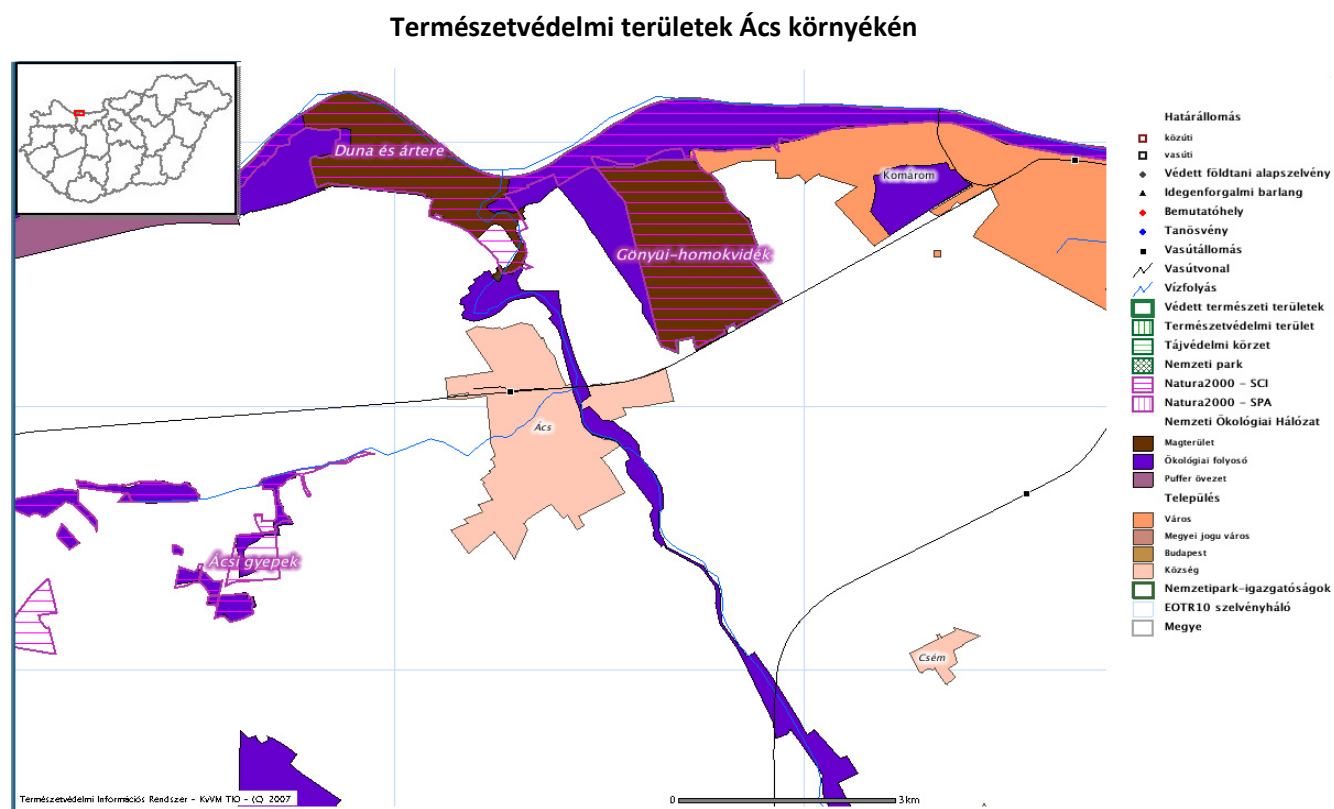 Természetvédelmi területek Ács környékén
Duna és ártere
Gönyüi-homokvidék
Komárom
Ács
Ácsi gyepek
Csém
Természetvédelmi Információs Rendszer - KvVM TIO - (C) 2007
0 3km
Határállomás
közúti
vasúti
Védett földtani alapszelvény
Idegenforgalmi barlang
Bemutatóhely
Tanösvény
Vasútállomás
Vasútvonal
Vízfolyás
Védett természeti területek
Természetvédelmi terület
Tájvédelmi körzet
Nemzeti park
Natura2000 - SCI
Natura2000 - SPA
Nemzeti Ökológiai Hálózat
Magterület
Ökológiai folyosó
Puffer övezet
Település
Város
Megyei jogu város
Budapest
Község
Nemzetipark-igazgatóságok
EOTR10 szelvényháló
Megye